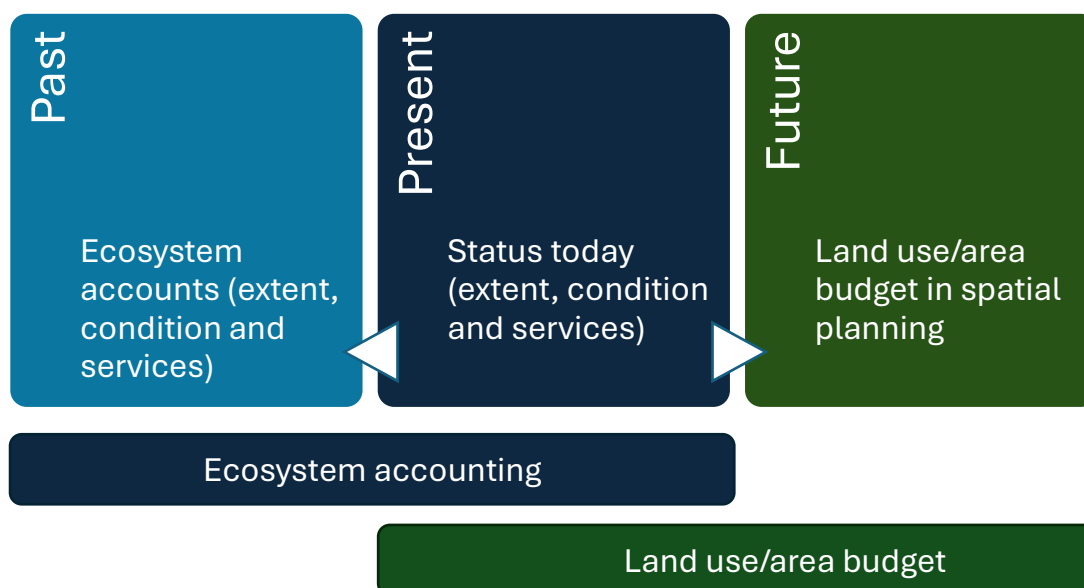 Past
Ecosystem
accounts (extent,
condition and
services)
Present
Status today
(extent, condition
and services)
Future
Land use/area
budget in spatial
planning
Ecosystem accounting
Land use/area budget